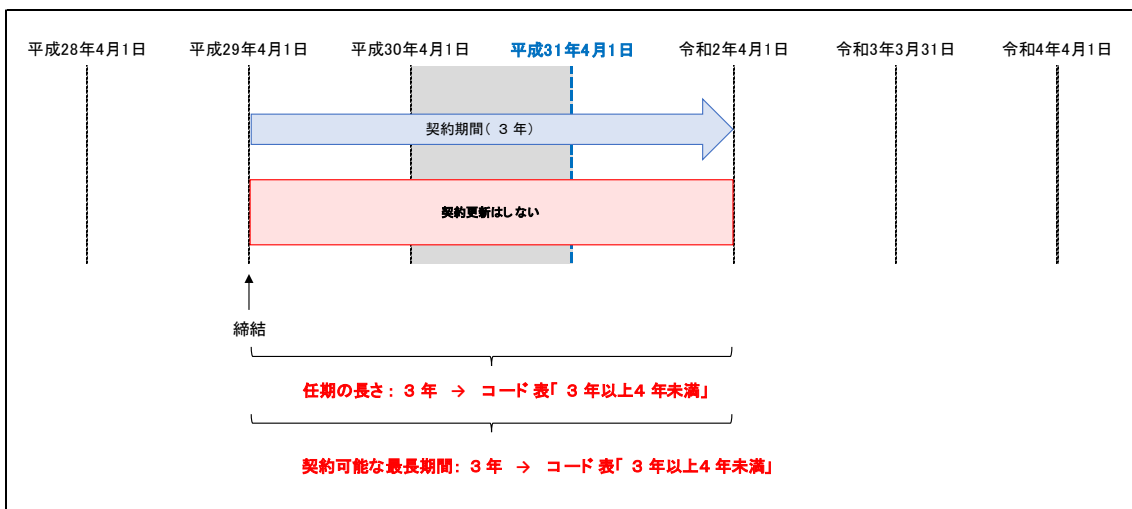 平成28年4月1日 平成29年4月1日 平成30年4月1日 平成31年4月1日 令和2年4月1日 令和3年3月31日 令和4年4月1日
契約期間( 3 年)
契約更新はしない
締結
任期の長さ: 3 年 → コード表「 3 年以上4 年未満」
契約可能な最長期間: 3 年 → コード表「 3 年以上4 年未満」